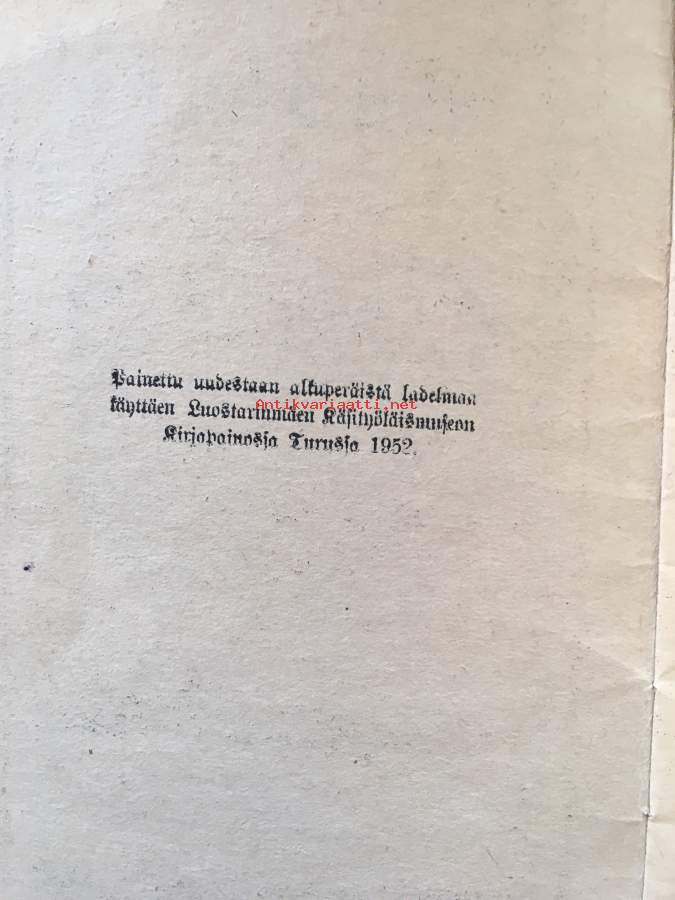 Painettu uudestaan alkuperäistä ladelmaa
Antikvariaatti.net
käyttäen Luostarinmäen Käsityöläismuseon
Kirjapainossa Turussa 1952.